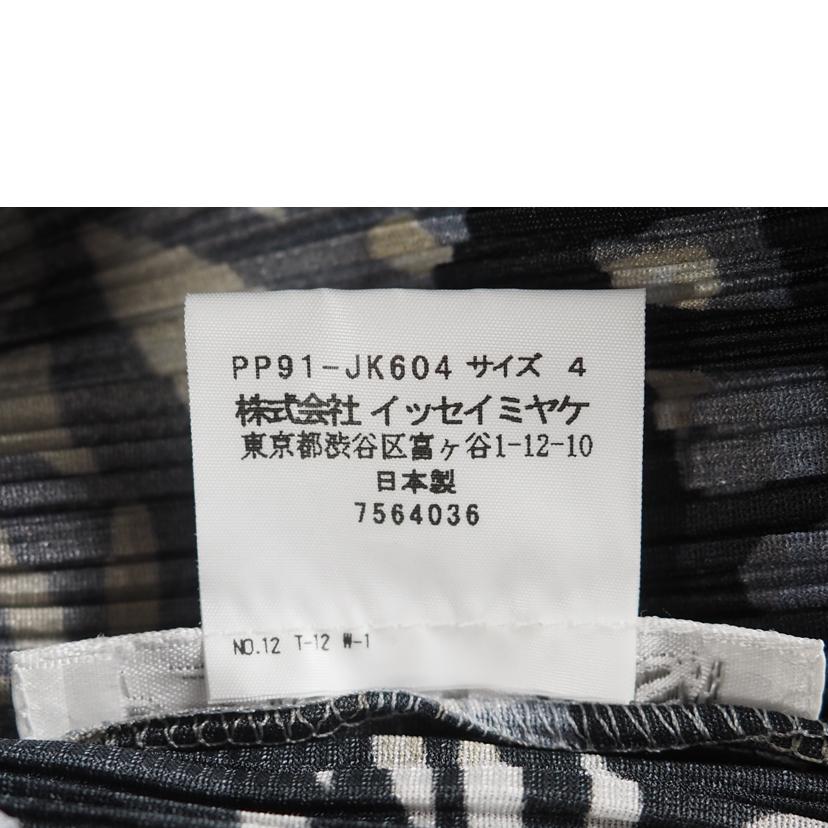 PP91-JK604 サイズ 4
株式会社 イッセイミヤケ
東京都渋谷区富ヶ谷1-12-10
日本製
7564036
NO.12 T-12 W-1